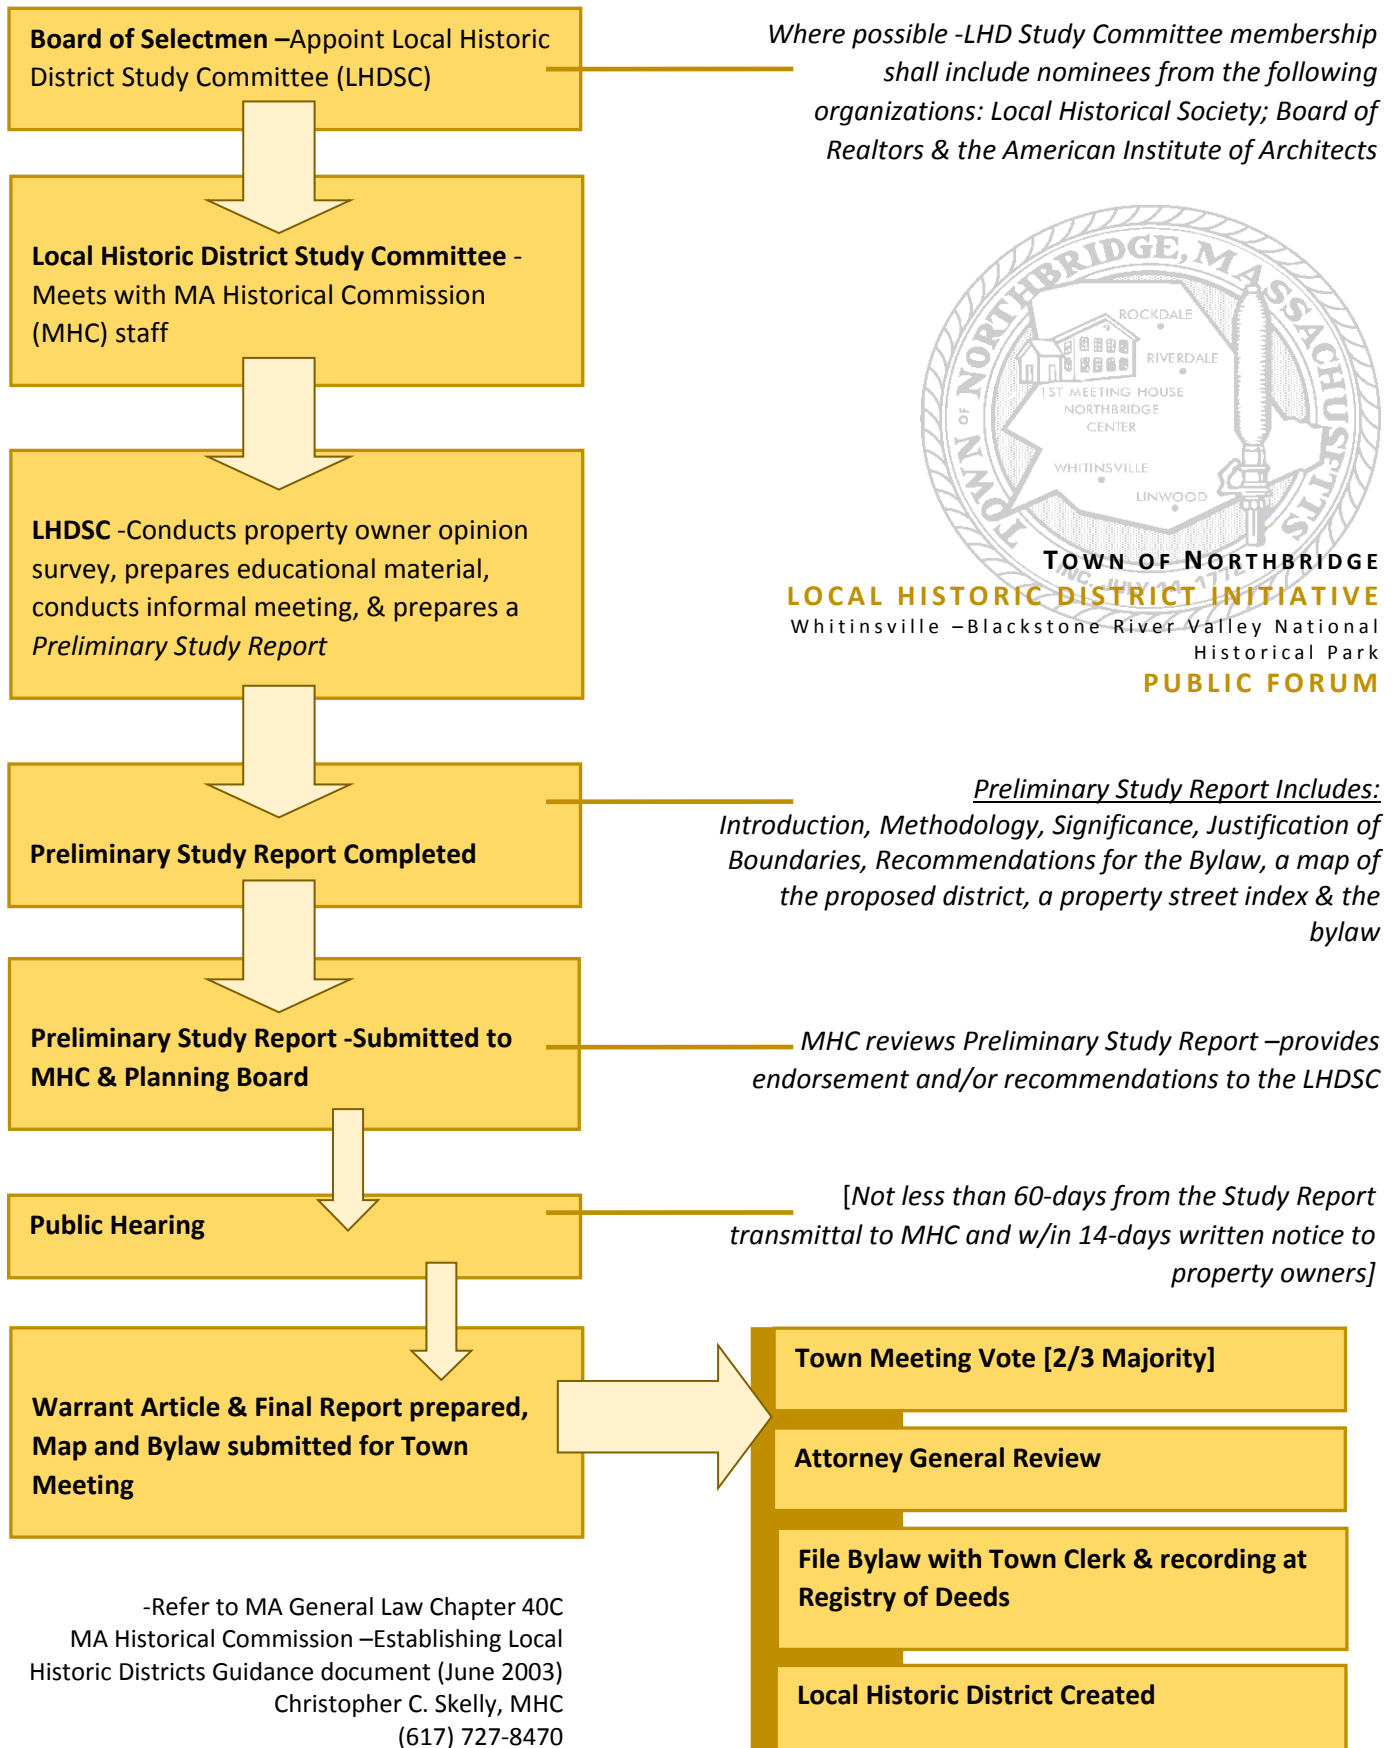 Board of Selectmen –Appoint Local Historic
District Study Committee (LHDSC)
Where possible -LHD Study Committee membership
shall include nominees from the following
organizations: Local Historical Society; Board of
Realtors & the American Institute of Architects
Local Historic District Study Committee -
Meets with MA Historical Commission
(MHC) staff
TOWN OF NORTHBRIDGE, MASSACHUSETTS
ROCKDALE
RIVERDALE
1ST MEETING HOUSE
NORTHBRIDGE
CENTER
WHITINSVILLE
LINWOOD
INC. JULY 14, 1772
LHDSC -Conducts property owner opinion
survey, prepares educational material,
conducts informal meeting, & prepares a
Preliminary Study Report
TOWN OF NORTHBRIDGE
LOCAL HISTORIC DISTRICT INITIATIVE
Whitinsville –Blackstone River Valley National
Historical Park
PUBLIC FORUM
Preliminary Study Report Completed
Preliminary Study Report Includes:
Introduction, Methodology, Significance, Justification of
Boundaries, Recommendations for the Bylaw, a map of
the proposed district, a property street index & the
bylaw
Preliminary Study Report -Submitted to
MHC & Planning Board
MHC reviews Preliminary Study Report –provides
endorsement and/or recommendations to the LHDSC
Public Hearing
[Not less than 60-days from the Study Report
transmittal to MHC and w/in 14-days written notice to
property owners]
Warrant Article & Final Report prepared,
Map and Bylaw submitted for Town
Meeting
Town Meeting Vote [2/3 Majority]
Attorney General Review
File Bylaw with Town Clerk & recording at
Registry of Deeds
Local Historic District Created
-Refer to MA General Law Chapter 40C
MA Historical Commission –Establishing Local
Historic Districts Guidance document (June 2003)
Christopher C. Skelly, MHC
(617) 727-8470